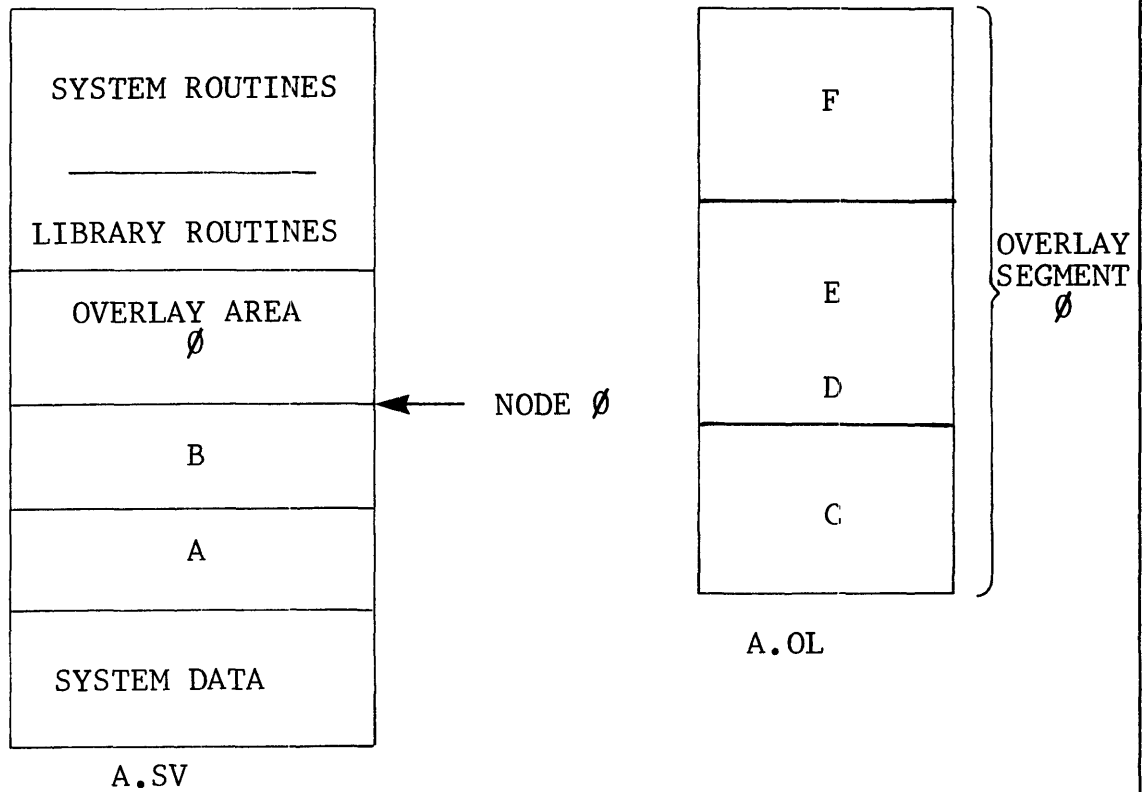 SYSTEM ROUTINES
LIBRARY ROUTINES
OVERLAY AREA
Ø
B
A
SYSTEM DATA
A.SV
NODE Ø
F
E
D
C
A.OL
OVERLAY
SEGMENT
Ø